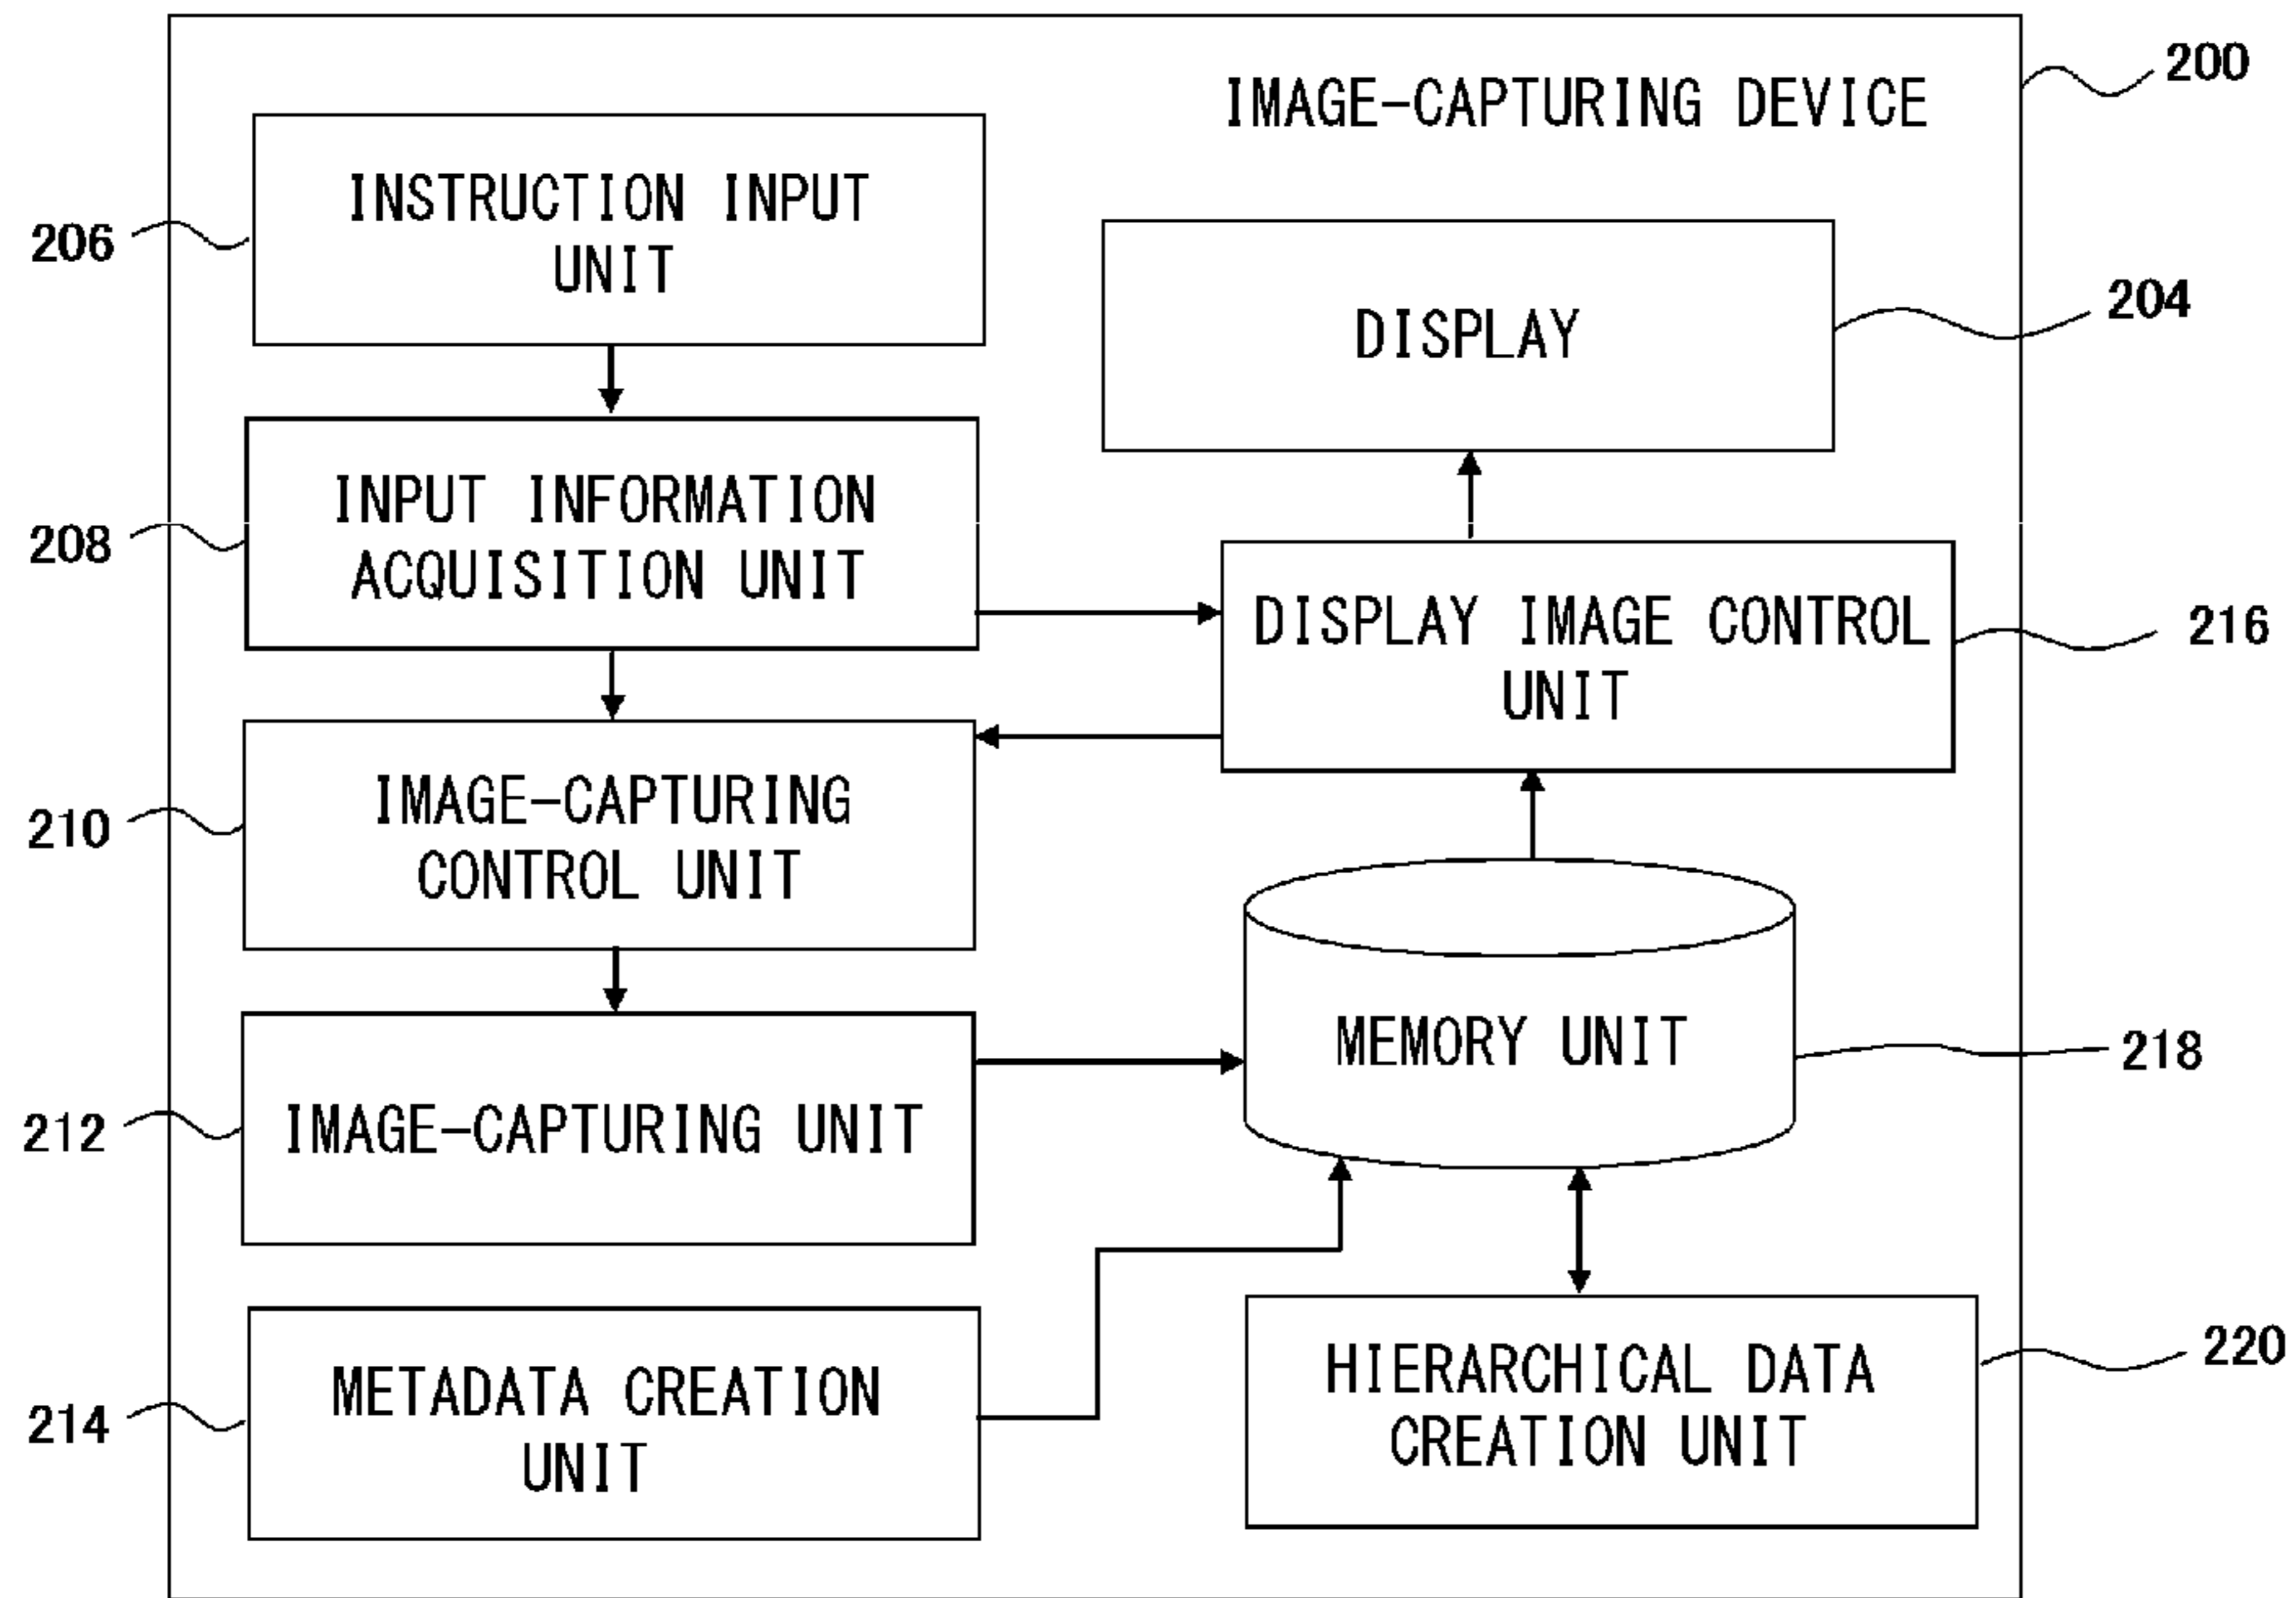 IMAGE-CAPTURING DEVICE
200
INSTRUCTION INPUT
UNIT
206
DISPLAY
204
INPUT INFORMATION
ACQUISITION UNIT
208
DISPLAY IMAGE CONTROL
UNIT
216
IMAGE-CAPTURING
CONTROL UNIT
210
MEMORY UNIT
218
IMAGE-CAPTURING UNIT
212
METADATA CREATION
UNIT
214
HIERARCHICAL DATA
CREATION UNIT
220